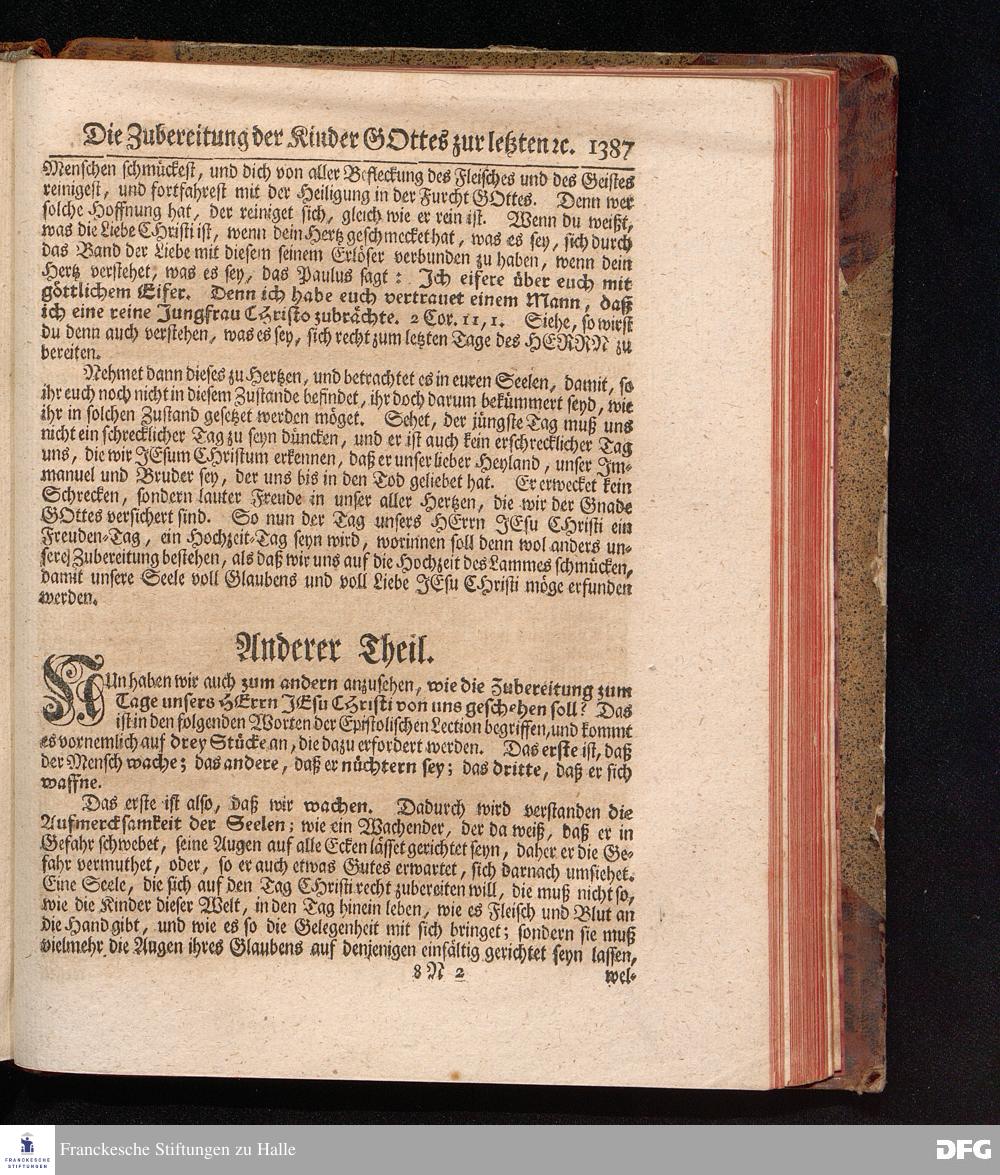 Die Zubereitung der Kinder GOttes zur letzten ꝛc. 1387
Menschen schmückest, und dich von aller Befleckung des Fleisches und des Geistes
reinigest, und fortfahrest mit der Heiligung in der Furcht GOttes. Denn wer
solche Hoffnung hat, der reiniget sich, gleich wie er rein ist. Wenn du weißt,
was die Liebe CHristi ist, wenn dein Hertz geschmecket hat, was es sey, sich durch
das Band der Liebe mit diesem seinem Erlöser verbunden zu haben, wenn dein
Hertz verstehet, was es sey, das Paulus sagt: Ich eifere über euch mit
göttlichem Eifer. Denn ich habe euch vertrauet einem Mann, daß
ich eine reine Jungfrau CHristo zubrächte. 2 Cor. 11, 1. Siehe, so wirst
du denn auch verstehen, was es sey, sich recht zum letzten Tage des HERRN zu
bereiten.
Nehmet dann dieses zu Hertzen, und betrachtet es in euren Seelen, damit, so
ihr euch noch nicht in diesem Zustande befindet, ihr doch darum bekümmert seyd, wie
ihr in solchen Zustand gesetzet werden möget. Sehet, der jüngste Tag muß uns
nicht ein schrecklicher Tag zu seyn düncken, und er ist auch kein erschrecklicher Tag
uns, die wir JEsum CHristum erkennen, daß er unser lieber Heyland, unser Im-
manuel und Bruder sey, der uns bis in den Tod geliebet hat. Er erwecket kein
Schrecken, sondern lauter Freude in unser aller Hertzen, die wir der Gnade
GOttes versichert sind. So nun der Tag unsers HErrn JEsu CHristi ein
Freuden-Tag, ein Hochzeit-Tag seyn wird, worinnen soll denn wol anders un-
serej Zubereitung bestehen, als daß wir uns auf die Hochzeit des Lammes schmücken,
damit unsere Seele voll Glaubens und voll Liebe JEsu CHristi möge erfunden
werden.
Anderer Theil.
NUn haben wir auch zum andern anzusehen, wie die Zubereitung zum
Tage unsers HErrn JEsu CHristi von uns geschehen soll? Das
ist in den folgenden Worten der Epistolischen Lection begriffen, und kommt
es vornemlich auf drey Stücke an, die dazu erfordert werden. Das erste ist, daß
der Mensch wache; das andere, daß er nüchtern sey; das dritte, daß er sich
waffne.
Das erste ist also, daß wir wachen. Dadurch wird verstanden die
Aufmercksamkeit der Seelen; wie ein Wachender, der da weiß, daß er in
Gefahr schwebet, seine Augen auf alle Ecken lässet gerichtet seyn, daher er die Ge-
fahr vermuthet, oder, so er auch etwas Gutes erwartet, sich darnach umsiehet.
Eine Seele, die sich auf den Tag CHristi recht zubereiten will, die muß nicht so,
wie die Kinder dieser Welt, in den Tag hinein leben, wie es Fleisch und Blut an
die Hand gibt, und wie es so die Gelegenheit mit sich bringet; sondern sie muß
vielmehr die Augen ihres Glaubens auf denjenigen einfältig gerichtet seyn lassen,
8 N 2 wel-
FRANCKESCHE
STIFTUNGEN
Franckesche Stiftungen zu Halle
DFG